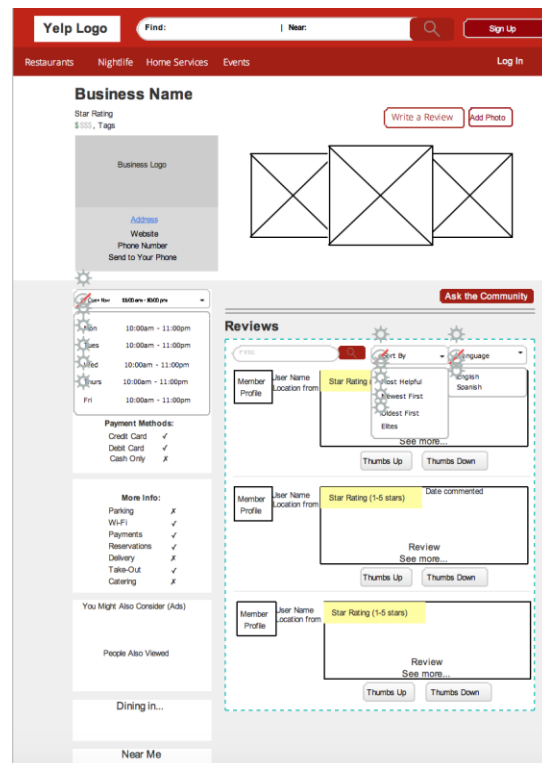 Yelp Logo
Find:
| Near:
Sign Up
Restaurants Nightlife Home Services Events
Log In
Business Name
Star Rating
$$$$, Tags
Write a Review
Add Photo
Business Logo
Address
Website
Phone Number
Send to Your Phone
10:00 am - 10:00 pm
Mon 10:00am - 11:00pm
Tues 10:00am - 11:00pm
Wed 10:00am - 11:00pm
Thurs 10:00am - 11:00pm
Fri 10:00am - 11:00pm
Payment Methods:
Credit Card ✓
Debit Card ✓
Cash Only ✗
More Info:
Parking ✗
Wi-Fi ✓
Payments ✓
Reservations ✓
Delivery ✗
Take-Out ✓
Catering ✗
You Might Also Consider (Ads)
People Also Viewed
Dining in...
Near Me
Ask the Community
Reviews
Sort By
Language
Most Helpful
Newest First
Oldest First
Elites
English
Spanish
Member
Profile
User Name
Location from
Star Rating
See more...
Thumbs Up
Thumbs Down
Member
Profile
User Name
Location from
Star Rating (1-5 stars)
Date commented
Review
See more...
Thumbs Up
Thumbs Down
Member
Profile
User Name
Location from
Star Rating (1-5 stars)
Review
See more...
Thumbs Up
Thumbs Down